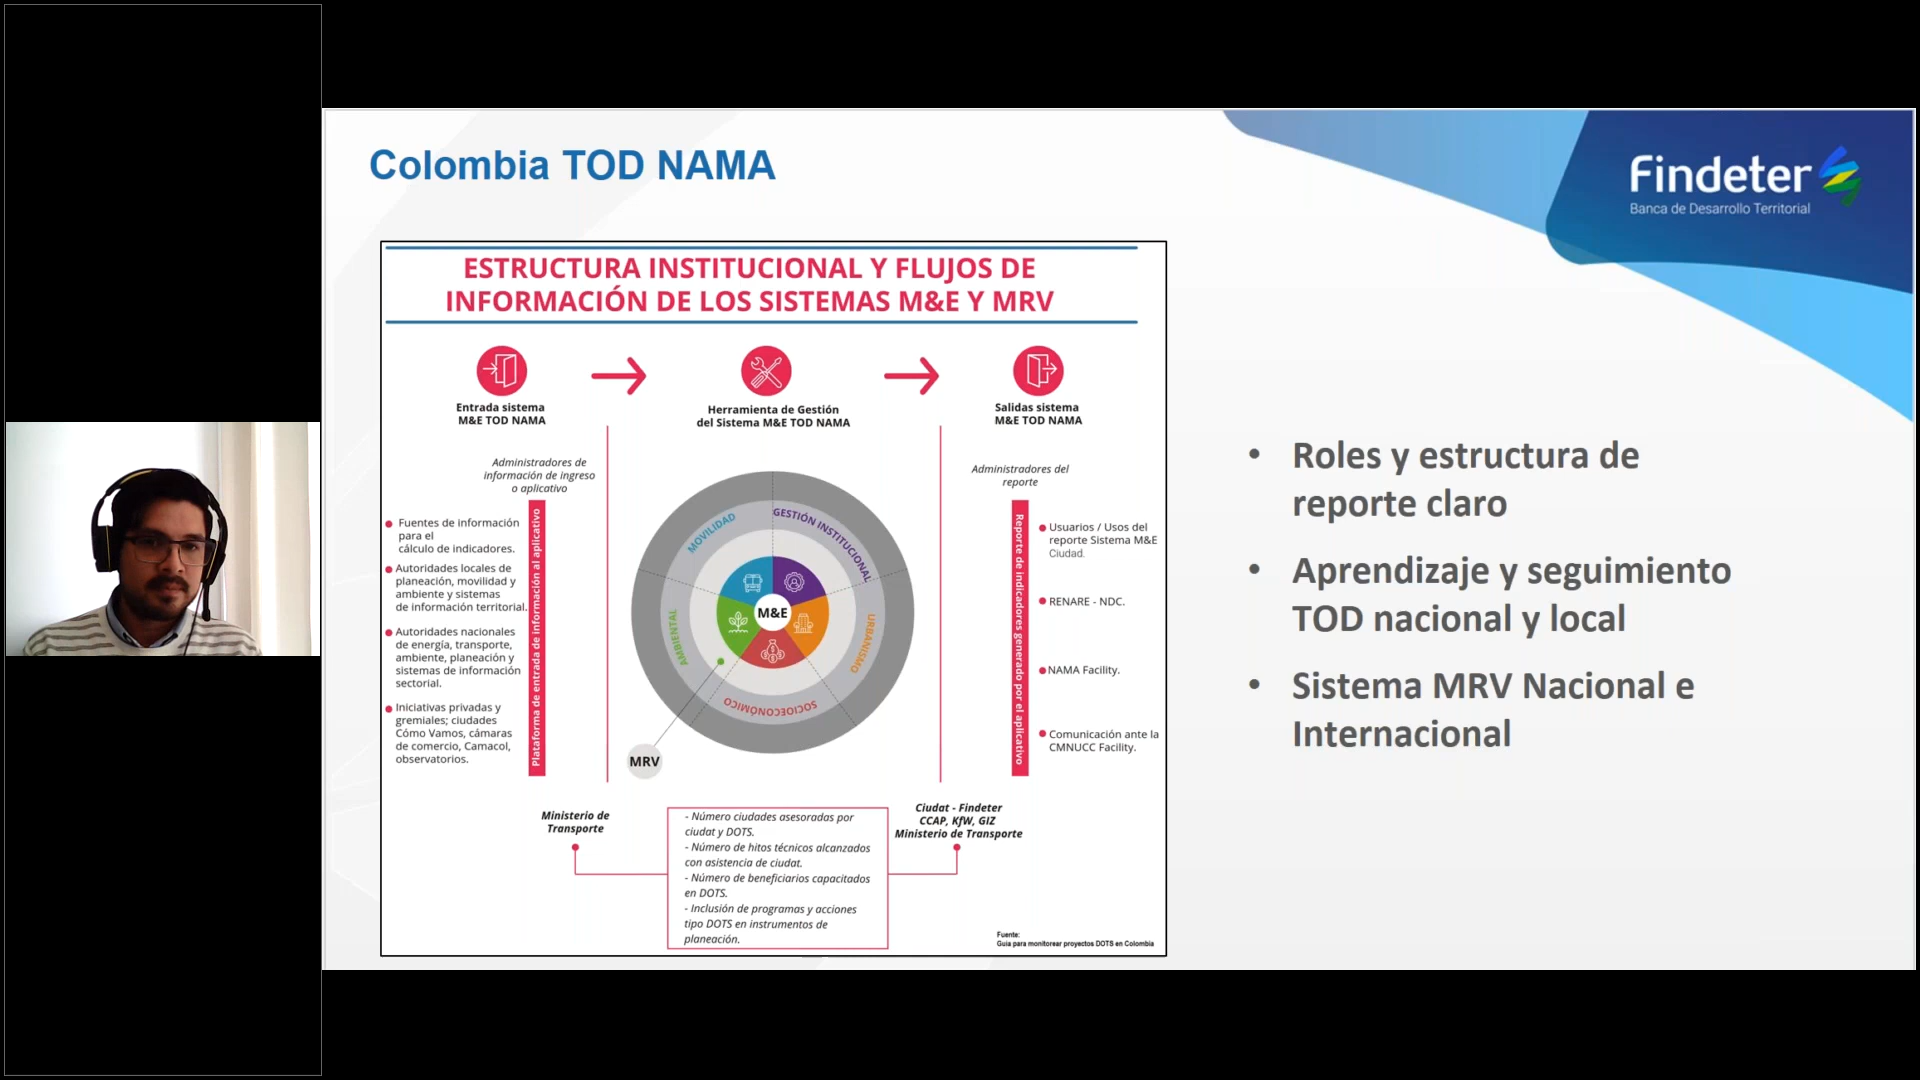 Colombia TOD NAMA
Findeter
Banca de Desarrollo Territorial
ESTRUCTURA INSTITUCIONAL Y FLUJOS DE
INFORMACIÓN DE LOS SISTEMAS M&E Y MRV
Entrada sistema
M&E TOD NAMA
Herramienta de Gestión
del Sistema M&E TOD NAMA
Salidas sistema
M&E TOD NAMA
Administradores de
información de ingreso
o aplicativo
Fuentes de información
para el
cálculo de indicadores.
Autoridades locales de
planeación, movilidad y
ambiente y sistemas
de información territorial.
Autoridades nacionales
de energía, transporte,
ambiente, planeación y
sistemas de información
sectorial.
Iniciativas privadas y
gremiales; ciudades
Cómo Vamos, cámaras
de comercio, Camacol,
observatorios.
Plataforma de entrada de información al aplicativo
MOVILIDAD
GESTIÓN INSTITUCIONAL
URBANISMO
SOCIOECONÓMICO
AMBIENTAL
M&E
MRV
Administradores del
reporte
Reporte de indicadores generado por el aplicativo
Usuarios / Usos del
reporte Sistema M&E
Ciudad.
RENARE - NDC.
NAMA Facility.
Comunicación ante la
CMNUCC Facility.
Ministerio de
Transporte
- Número ciudades asesoradas por
ciudat y DOTS.
- Número de hitos técnicos alcanzados
con asistencia de ciudat.
- Número de beneficiarios capacitados
en DOTS.
- Inclusión de programas y acciones
tipo DOTS en instrumentos de
planeación.
Ciudat - Findeter
CCAP, KfW, GIZ
Ministerio de Transporte
Fuente:
Guia para monitorear proyectos DOTS en Colombia
• Roles y estructura de
reporte claro
• Aprendizaje y seguimiento
TOD nacional y local
• Sistema MRV Nacional e
Internacional